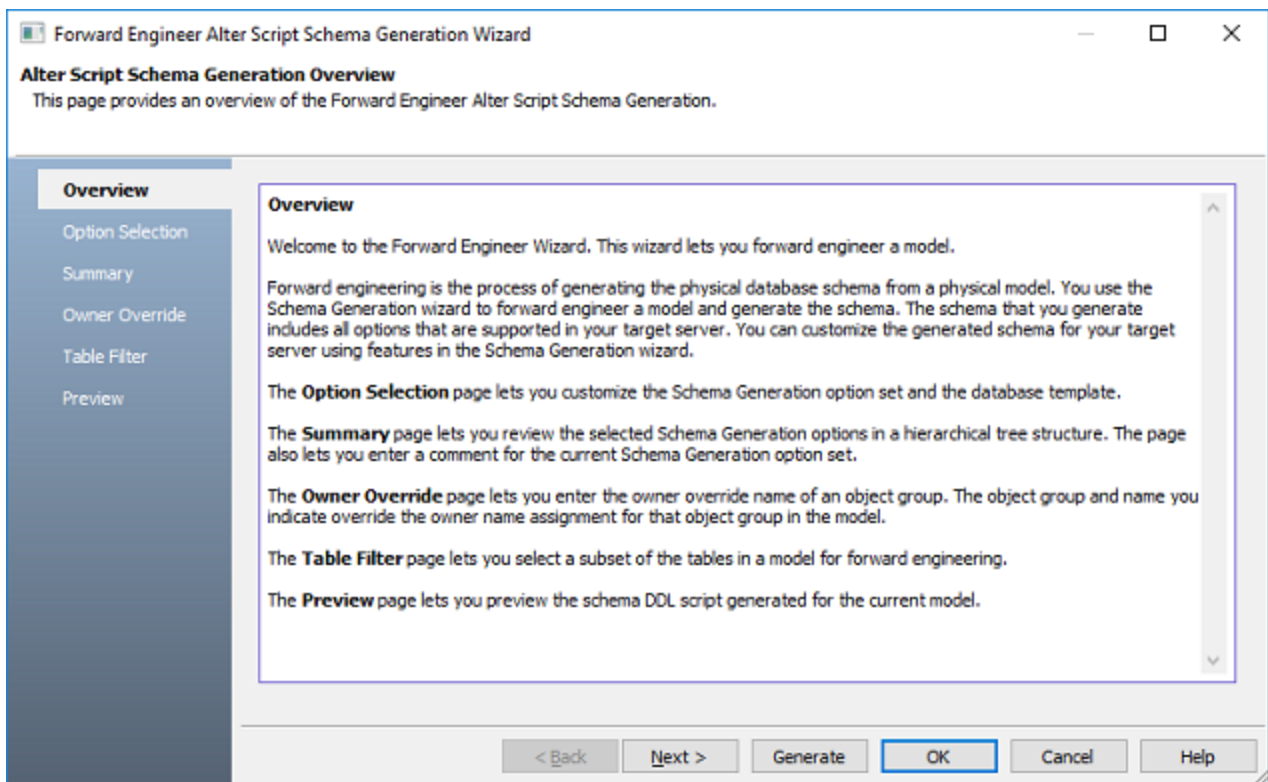 Forward Engineer Alter Script Schema Generation Wizard
Alter Script Schema Generation Overview
This page provides an overview of the Forward Engineer Alter Script Schema Generation.
Overview
Option Selection
Summary
Owner Override
Table Filter
Preview
Overview
Welcome to the Forward Engineer Wizard. This wizard lets you forward engineer a model.
Forward engineering is the process of generating the physical database schema from a physical model. You use the
Schema Generation wizard to forward engineer a model and generate the schema. The schema that you generate
includes all options that are supported in your target server. You can customize the generated schema for your target
server using features in the Schema Generation wizard.
The Option Selection page lets you customize the Schema Generation option set and the database template.
The Summary page lets you review the selected Schema Generation options in a hierarchical tree structure. The page
also lets you enter a comment for the current Schema Generation option set.
The Owner Override page lets you enter the owner override name of an object group. The object group and name you
indicate override the owner name assignment for that object group in the model.
The Table Filter page lets you select a subset of the tables in a model for forward engineering.
The Preview page lets you preview the schema DDL script generated for the current model.
< Back
Next >
Generate
OK
Cancel
Help